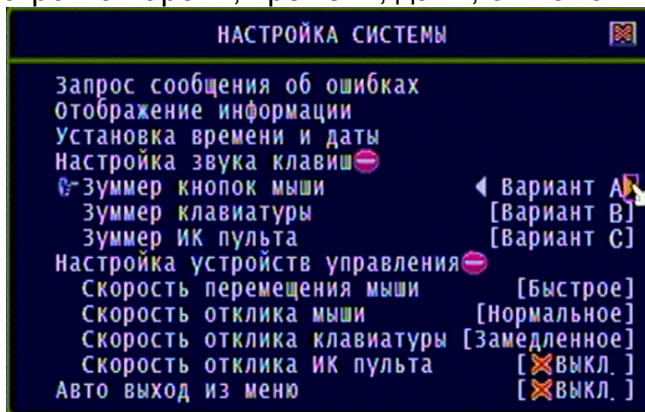 НАСТРОЙКА СИСТЕМЫ
Запрос сообщения об ошибках
Отображение информации
Установка времени и даты
Настройка звука клавиш
Зуммер кнопок мыши Вариант A
Зуммер клавиатуры [Вариант B]
Зуммер ИК пульта [Вариант C]
Настройка устройств управления
Скорость перемещения мыши [Быстрое]
Скорость отклика мыши [Нормальное]
Скорость отклика клавиатуры [Замедленное]
Скорость отклика ИК пульта [ВЫКЛ.]
Авто выход из меню [ВЫКЛ.]